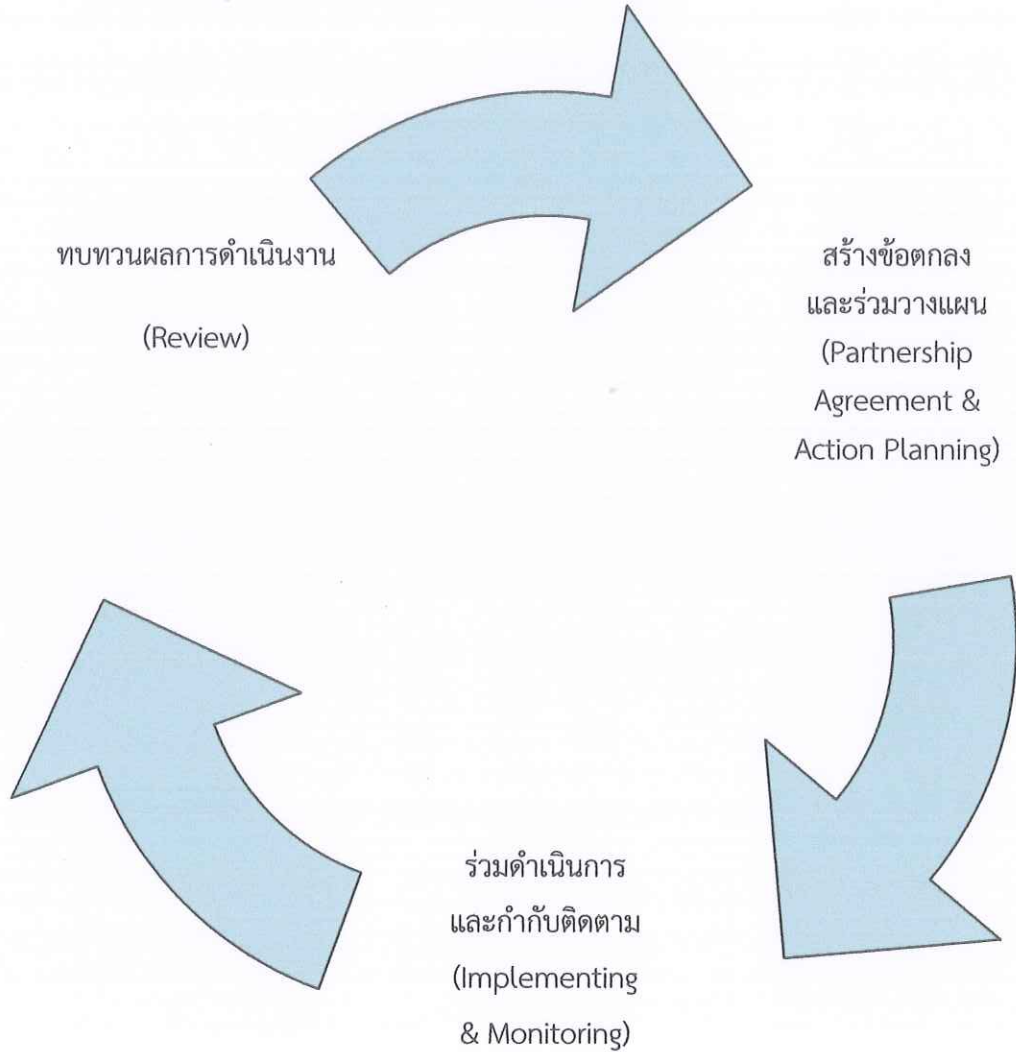 ทบทวนผลการดำเนินงาน
(Review)
สร้างข้อตกลง
และร่วมวางแผน
(Partnership
Agreement &
Action Planning)
ร่วมดำเนินการ
และกำกับติดตาม
(Implementing
& Monitoring)